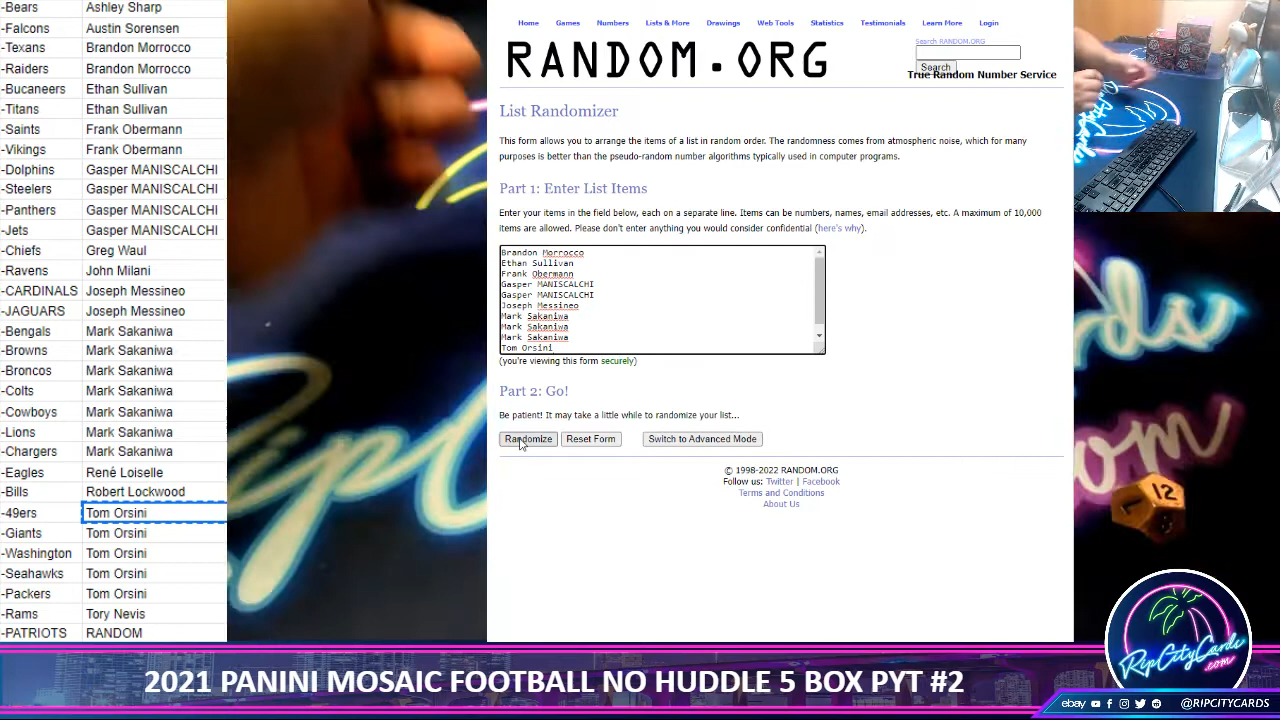 -Bears Ashley Sharp
-Falcons Austin Sorensen
-Texans Brandon Morrocco
-Raiders Brandon Morrocco
-Bucaneers Ethan Sullivan
-Titans Ethan Sullivan
-Saints Frank Obermann
-Vikings Frank Obermann
-Dolphins Gasper MANISCALCHI
-Steelers Gasper MANISCALCHI
-Panthers Gasper MANISCALCHI
-Jets Gasper MANISCALCHI
-Chiefs Greg Waul
-Ravens John Milani
-CARDINALS Joseph Messineo
-JAGUARS Joseph Messineo
-Bengals Mark Sakaniwa
-Browns Mark Sakaniwa
-Broncos Mark Sakaniwa
-Colts Mark Sakaniwa
-Cowboys Mark Sakaniwa
-Lions Mark Sakaniwa
-Chargers Mark Sakaniwa
-Eagles René Loiselle
-Bills Robert Lockwood
-49ers Tom Orsini
-Giants Tom Orsini
-Washington Tom Orsini
-Seahawks Tom Orsini
-Packers Tom Orsini
-Rams Tory Nevis
-PATRIOTS RANDOM
Home Games Numbers Lists & More Drawings Web Tools Statistics Testimonials Learn More Login
RANDOM.ORG
Search RANDOM.ORG
Search
True Random Number Service
List Randomizer
This form allows you to arrange the items of a list in random order. The randomness comes from atmospheric noise, which for many
purposes is better than the pseudo-random number algorithms typically used in computer programs.
Part 1: Enter List Items
Enter your items in the field below, each on a separate line. Items can be numbers, names, email addresses, etc. A maximum of 10,000
items are allowed. Please don't enter anything you would consider confidential (here's why).
Brandon Morrocco
Ethan Sullivan
Frank Obermann
Gasper MANISCALCHI
Gasper MANISCALCHI
Joseph Messineo
Mark Sakaniwa
Mark Sakaniwa
Mark Sakaniwa
Tom Orsini
(you're viewing this form securely)
Part 2: Go!
Be patient! It may take a little while to randomize your list...
Randomize Reset Form Switch to Advanced Mode
© 1998-2022 RANDOM.ORG
Follow us: Twitter | Facebook
Terms and Conditions
About Us
12
2021 PANINI MOSAIC FOOTBALL NO HUDDLE 5 BOX PYT #2
RipCityCards
.com
ebay @RIPCITYCARDS